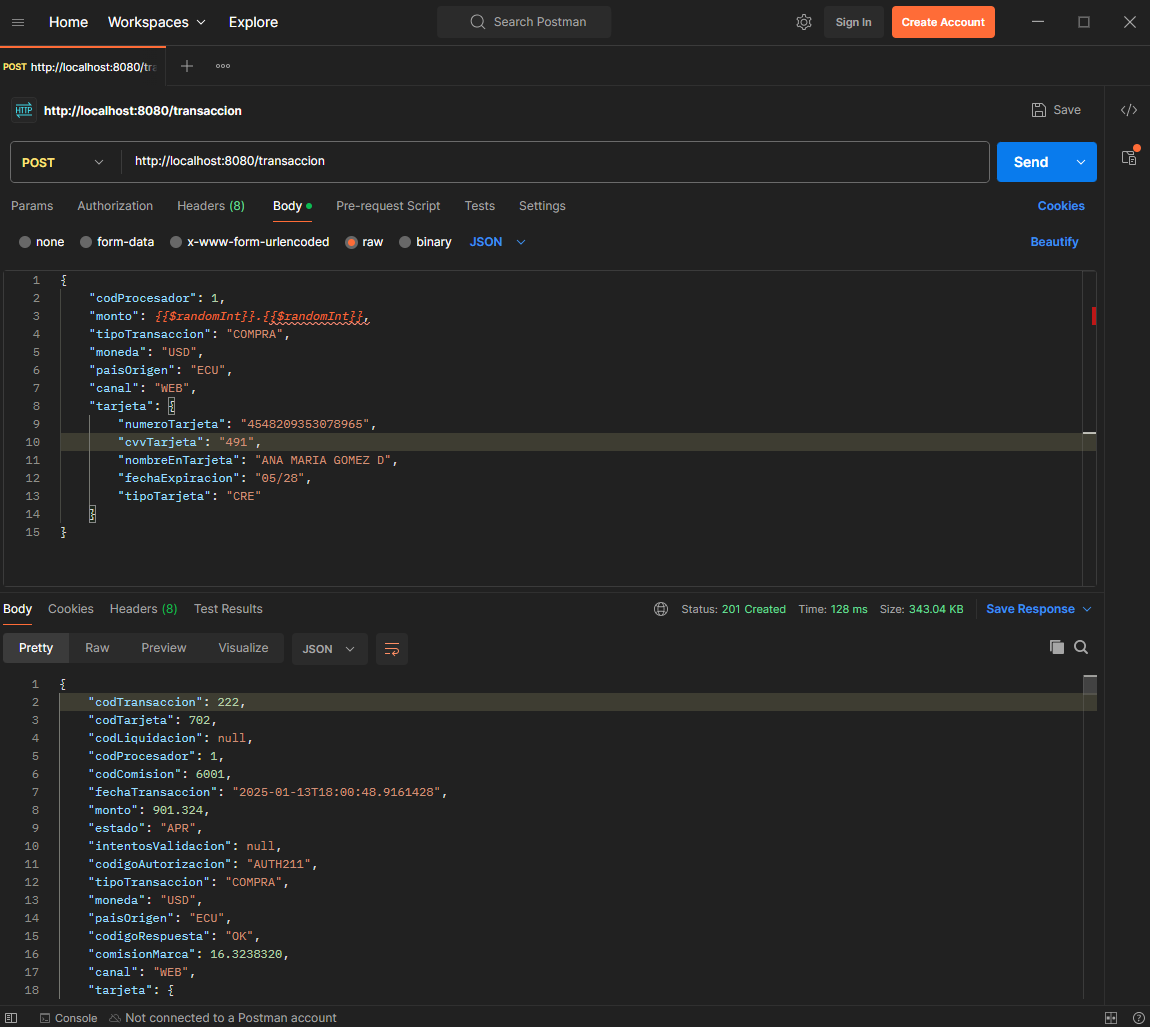 Home Workspaces Explore Search Postman Sign In Create Account
POST http://localhost:8080/tra
HTTP http://localhost:8080/transaccion Save </>
POST http://localhost:8080/transaccion Send
Params Authorization Headers (8) Body Pre-request Script Tests Settings Cookies
none form-data x-www-form-urlencoded raw binary JSON Beautify
1 {
2 "codProcesador": 1,
3 "monto": {{$randomInt}}.{{$randomInt}},
4 "tipoTransaccion": "COMPRA",
5 "moneda": "USD",
6 "paisOrigen": "ECU",
7 "canal": "WEB",
8 "tarjeta": {
9 "numeroTarjeta": "4548209353078965",
10 "cvvTarjeta": "491",
11 "nombreEnTarjeta": "ANA MARIA GOMEZ D",
12 "fechaExpiracion": "05/28",
13 "tipoTarjeta": "CRE"
14 }
15 }
Body Cookies Headers (8) Test Results Status: 201 Created Time: 128 ms Size: 343.04 KB Save Response
Pretty Raw Preview Visualize JSON
1 {
2 "codTransaccion": 222,
3 "codTarjeta": 702,
4 "codLiquidacion": null,
5 "codProcesador": 1,
6 "codComision": 6001,
7 "fechaTransaccion": "2025-01-13T18:00:48.9161428",
8 "monto": 901.324,
9 "estado": "APR",
10 "intentosValidacion": null,
11 "codigoAutorizacion": "AUTH211",
12 "tipoTransaccion": "COMPRA",
13 "moneda": "USD",
14 "paisOrigen": "ECU",
15 "codigoRespuesta": "OK",
16 "comisionMarca": 16.3238320,
17 "canal": "WEB",
18 "tarjeta": {
Console Not connected to a Postman account